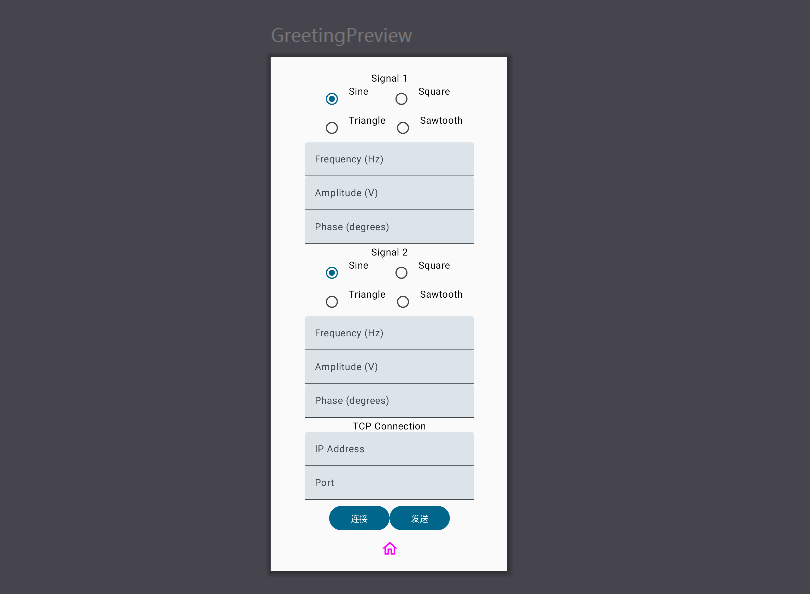 GreetingPreview
Signal 1
Sine Square
Triangle Sawtooth
Frequency (Hz)
Amplitude (V)
Phase (degrees)
Signal 2
Sine Square
Triangle Sawtooth
Frequency (Hz)
Amplitude (V)
Phase (degrees)
TCP Connection
IP Address
Port
连接 发送